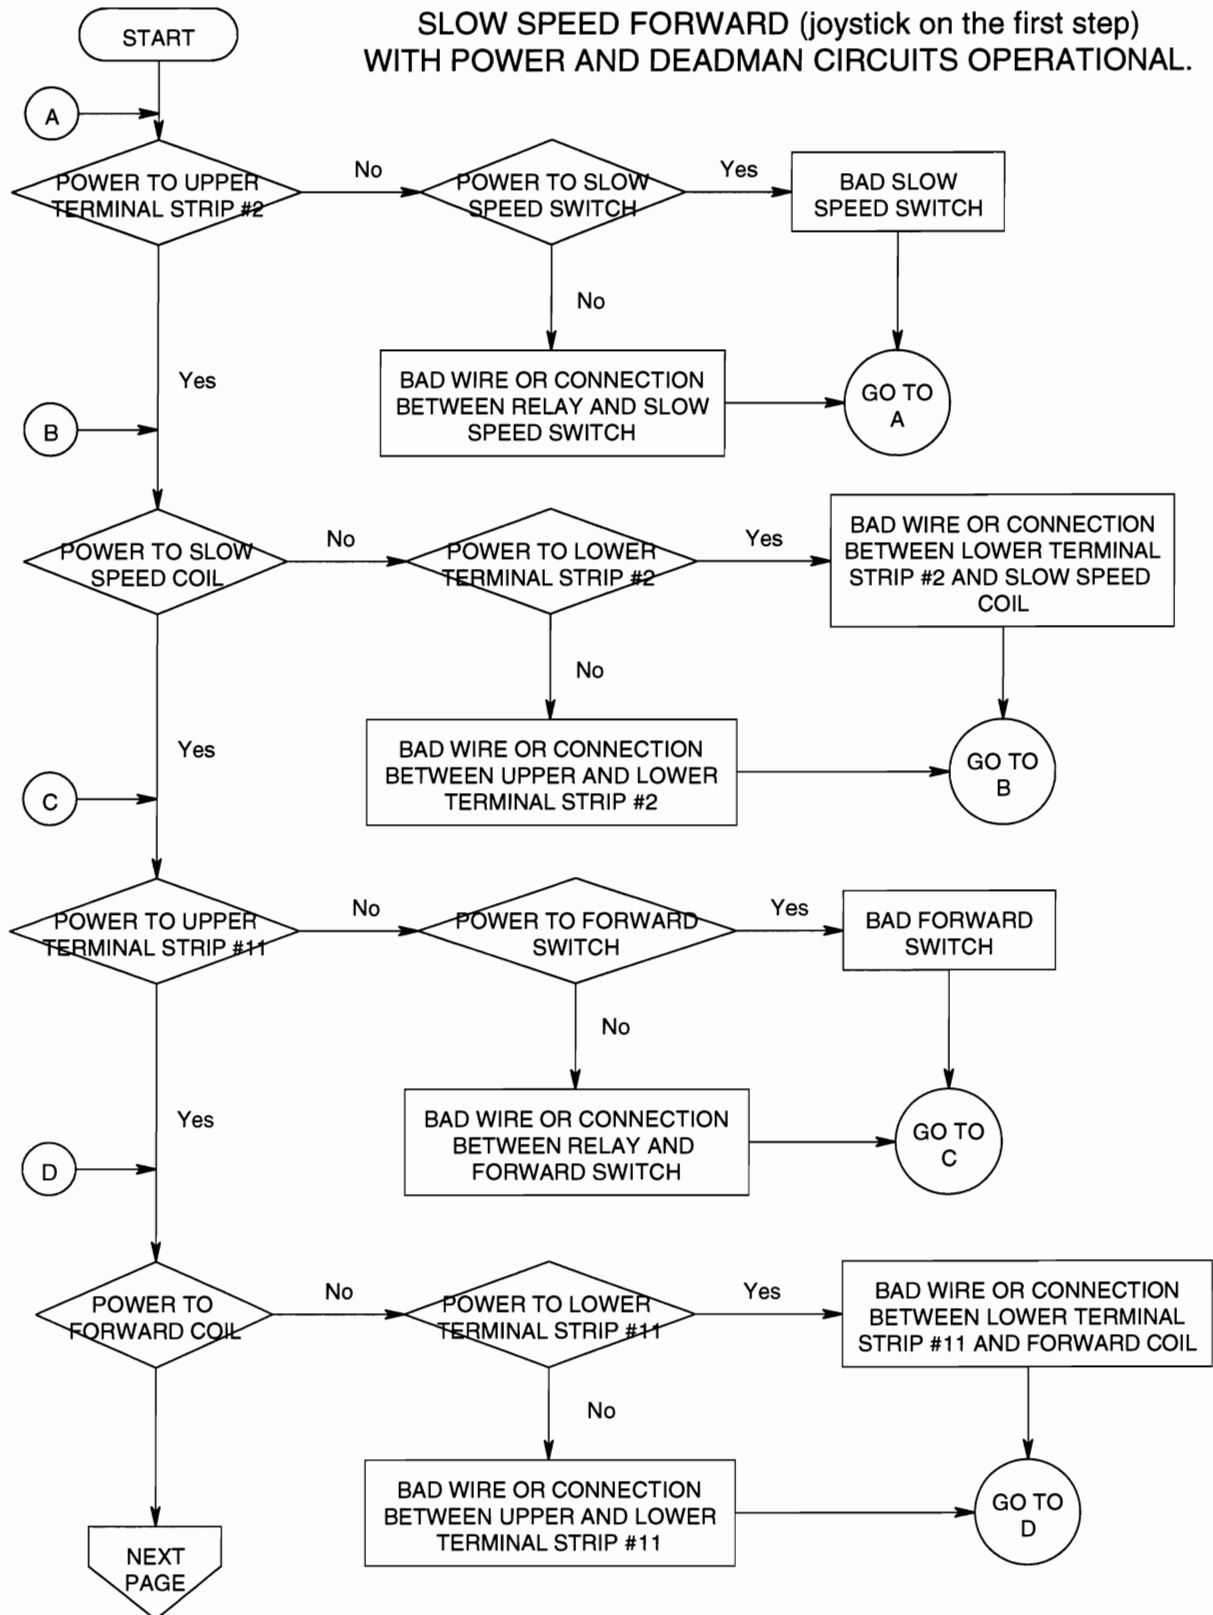 SLOW SPEED FORWARD (joystick on the first step)
WITH POWER AND DEADMAN CIRCUITS OPERATIONAL.
START
A
POWER TO UPPER
TERMINAL STRIP #2
No
POWER TO SLOW
SPEED SWITCH
Yes
BAD SLOW
SPEED SWITCH
No
Yes
BAD WIRE OR CONNECTION
BETWEEN RELAY AND SLOW
SPEED SWITCH
GO TO
A
B
POWER TO SLOW
SPEED COIL
No
POWER TO LOWER
TERMINAL STRIP #2
Yes
BAD WIRE OR CONNECTION
BETWEEN LOWER TERMINAL
STRIP #2 AND SLOW SPEED
COIL
No
Yes
BAD WIRE OR CONNECTION
BETWEEN UPPER AND LOWER
TERMINAL STRIP #2
GO TO
B
C
POWER TO UPPER
TERMINAL STRIP #11
No
POWER TO FORWARD
SWITCH
Yes
BAD FORWARD
SWITCH
No
Yes
BAD WIRE OR CONNECTION
BETWEEN RELAY AND
FORWARD SWITCH
GO TO
C
D
POWER TO
FORWARD COIL
No
POWER TO LOWER
TERMINAL STRIP #11
Yes
BAD WIRE OR CONNECTION
BETWEEN LOWER TERMINAL
STRIP #11 AND FORWARD COIL
No
BAD WIRE OR CONNECTION
BETWEEN UPPER AND LOWER
TERMINAL STRIP #11
GO TO
D
NEXT
PAGE